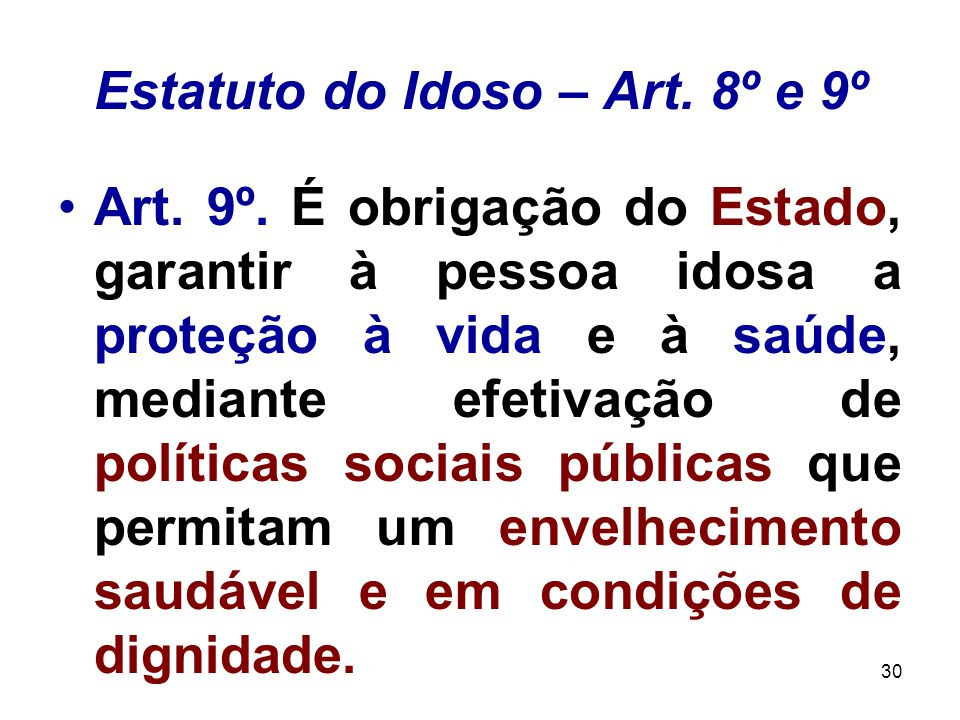 Estatuto do Idoso – Art. 8º e 9º
• Art. 9º. É obrigação do Estado,
garantir à pessoa idosa a
proteção à vida e à saúde,
mediante efetivação de
políticas sociais públicas que
permitam um envelhecimento
saudável e em condições de
dignidade.
30